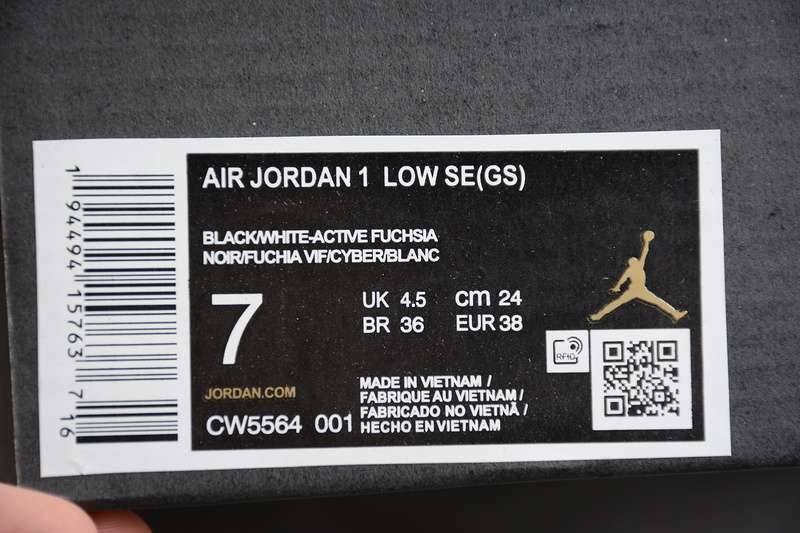 AIR JORDAN 1 LOW SE(GS)
BLACK/WHITE-ACTIVE FUCHSIA
NOIR/FUCHIA VIF/CYBER/BLANC
7
UK 4.5 cm 24
BR 36 EUR 38
RFID
JORDAN.COM
CW5564 001
MADE IN VIETNAM /
FABRIQUE AU VIETNAM /
FABRICADO NO VIETNÃ /
HECHO EN VIETNAM
1 94494 15763 7 16